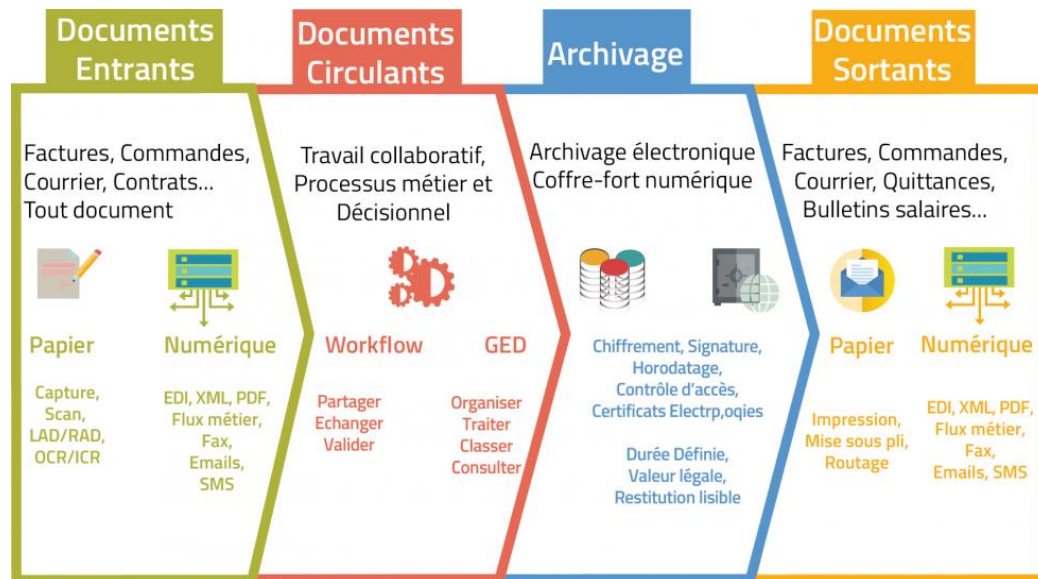 Documents
Entrants
Factures, Commandes,
Courrier, Contrats...
Tout document
Papier
Capture,
Scan,
LAD/RAD,
OCR/ICR
Numérique
EDI, XML, PDF,
Flux métier,
Fax,
Emails,
SMS
Documents
Circulants
Travail collaboratif,
Processus métier et
Décisionnel
Workflow
Partager
Echanger
Valider
GED
Organiser
Traiter
Classer
Consulter
Archivage
Archivage électronique
Coffre-fort numérique
Chiffrement, Signature,
Horodatage,
Contrôle d'accès,
Certificats Electrp,oqies
Durée Définie,
Valeur légale,
Restitution lisible
Documents
Sortants
Factures, Commandes,
Courrier, Quittances,
Bulletins salaires...
Papier
Impression,
Mise sous pli,
Routage
Numérique
EDI, XML, PDF,
Flux métier,
Fax,
Emails, SMS